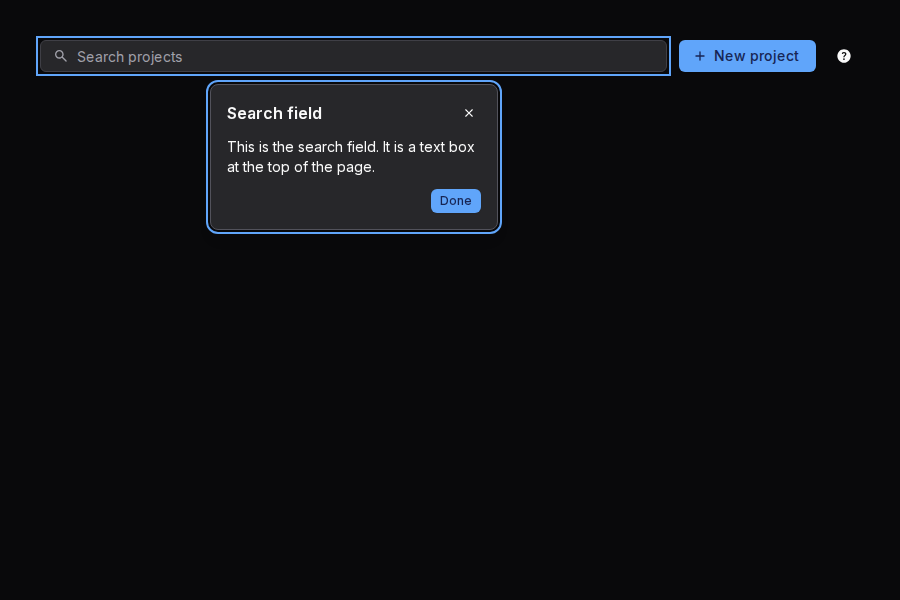 Search projects
New project
Search field
This is the search field. It is a text box
at the top of the page.
Done